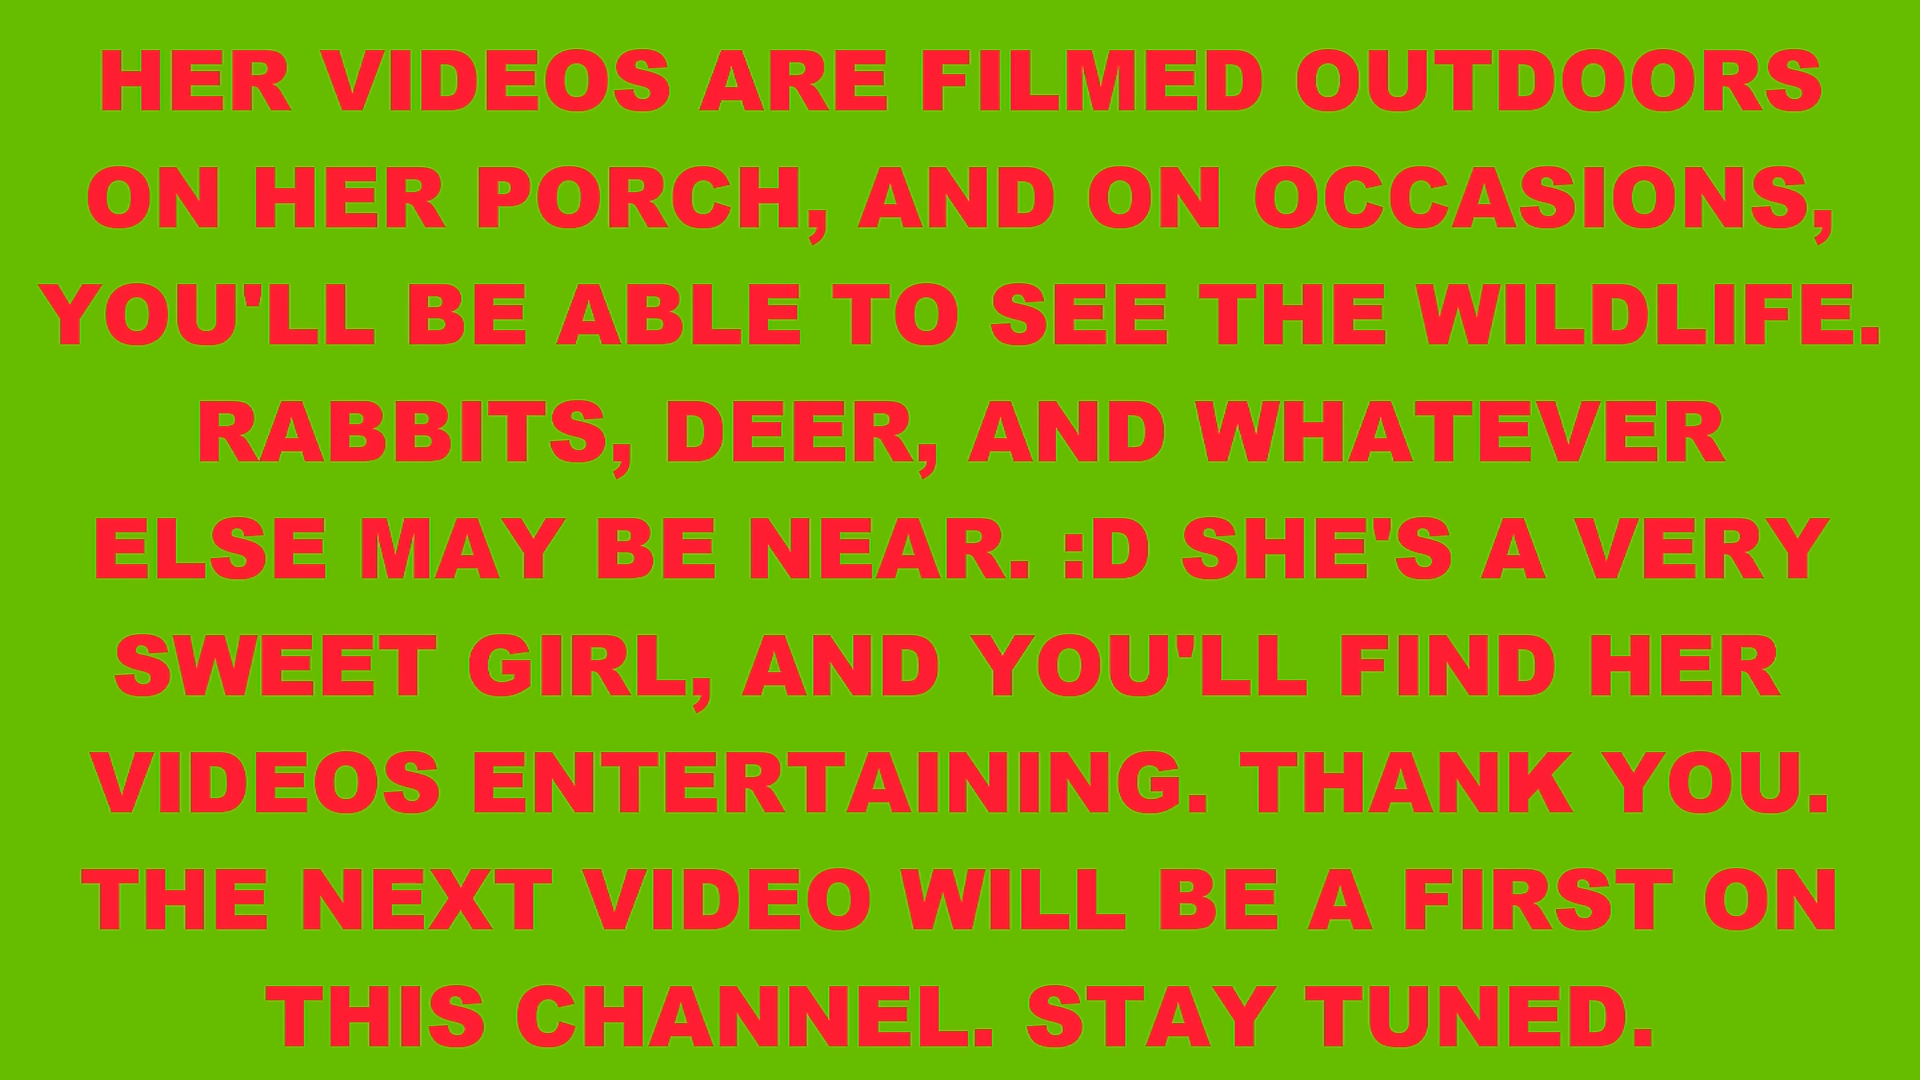 HER VIDEOS ARE FILMED OUTDOORS
ON HER PORCH, AND ON OCCASIONS,
YOU'LL BE ABLE TO SEE THE WILDLIFE.
RABBITS, DEER, AND WHATEVER
ELSE MAY BE NEAR. :D SHE'S A VERY
SWEET GIRL, AND YOU'LL FIND HER
VIDEOS ENTERTAINING. THANK YOU.
THE NEXT VIDEO WILL BE A FIRST ON
THIS CHANNEL. STAY TUNED.